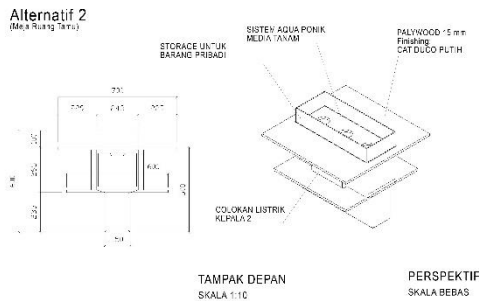 Alternatif 2
(Meja Ruang Tamu)
SISTEM AQUA PONIK
MEDIA TANAM
PALYWOOD 15 mm
Finishing:
CAT DUCO PUTIH
STORACE UNTUK
BARANG PRIBADI
COLOKAN LISTRIK
KEPALA 2
TAMPAK DEPAN
SKALA 1:10
PERSPEKTIF
SKALA BEBAS